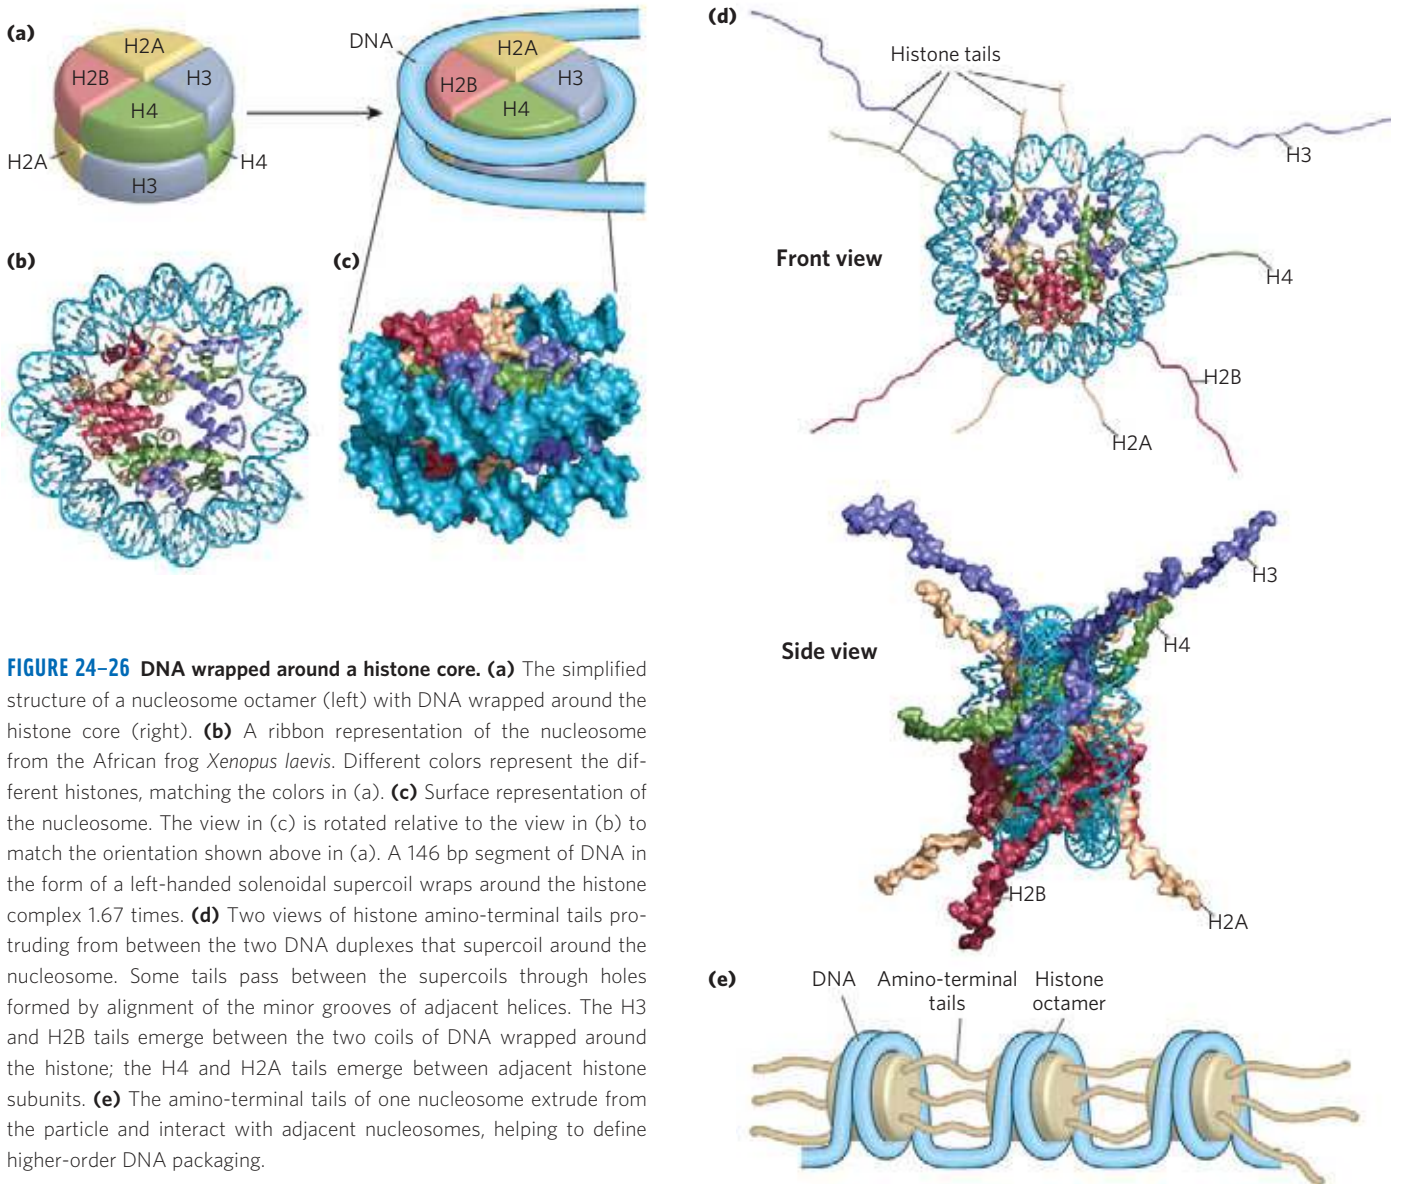 (a)
H2A
H2B
H3
H4
H2A
H4
H3
DNA
H2A
H2B
H3
H4
(b)
(c)
FIGURE 24–26 DNA wrapped around a histone core. (a) The simplified
structure of a nucleosome octamer (left) with DNA wrapped around the
histone core (right). (b) A ribbon representation of the nucleosome
from the African frog Xenopus laevis. Different colors represent the dif-
ferent histones, matching the colors in (a). (c) Surface representation of
the nucleosome. The view in (c) is rotated relative to the view in (b) to
match the orientation shown above in (a). A 146 bp segment of DNA in
the form of a left-handed solenoidal supercoil wraps around the histone
complex 1.67 times. (d) Two views of histone amino-terminal tails pro-
truding from between the two DNA duplexes that supercoil around the
nucleosome. Some tails pass between the supercoils through holes
formed by alignment of the minor grooves of adjacent helices. The H3
and H2B tails emerge between the two coils of DNA wrapped around
the histone; the H4 and H2A tails emerge between adjacent histone
subunits. (e) The amino-terminal tails of one nucleosome extrude from
the particle and interact with adjacent nucleosomes, helping to define
higher-order DNA packaging.
(d)
Histone tails
H3
Front view
H4
H2B
H2A
H3
Side view
H4
H2B
H2A
(e)
DNA
Amino-terminal
tails
Histone
octamer